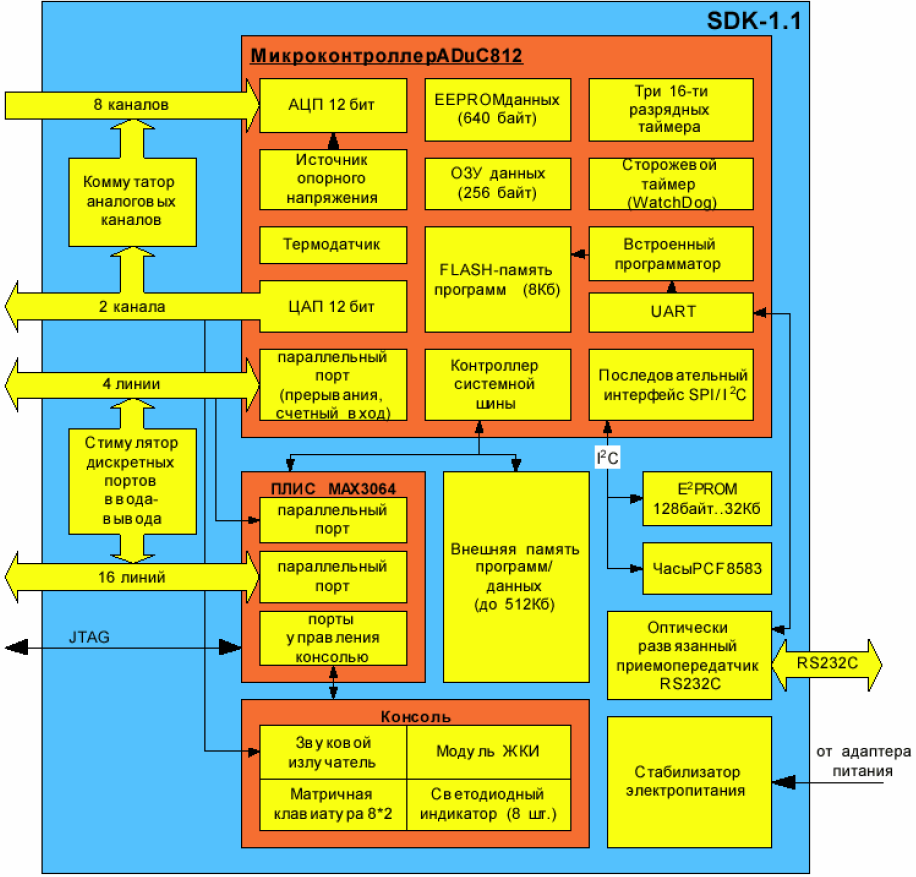 SDK-1.1
МикроконтроллерADuC812
8 каналов
АЦП 12 бит
EEPROMданных
(640 байт)
Три 16-ти
разрядных
таймера
Коммутатор
аналоговых
каналов
Источник
опорного
напряжения
ОЗУ данных
(256 байт)
Сторожевой
таймер
(WatchDog)
Термодатчик
FLASH-память
программ (8Кб)
Встроенный
программатор
2 канала
ЦАП 12 бит
UART
4 линии
параллельный
порт
(прерывания,
счетный вход)
Контроллер
системной
шины
Последовательный
интерфейс SPI/I²C
Стимулятор
дискретных
портов
ввода-
вывода
I²C
ПЛИС MAX3064
параллельный
порт
Внешняя память
программ/
данных
(до 512Кб)
E²PROM
128байт..32Кб
16 линий
параллельный
порт
ЧасыPCF8583
JTAG
порты
управления
консолью
Оптически
развязанный
приемопередатчик
RS232C
RS232C
Консоль
Звуковой
излучатель
Модуль ЖКИ
Матричная
клавиатура 8*2
Светодиодный
индикатор (8 шт.)
Стабилизатор
электропитания
от адаптера
питания